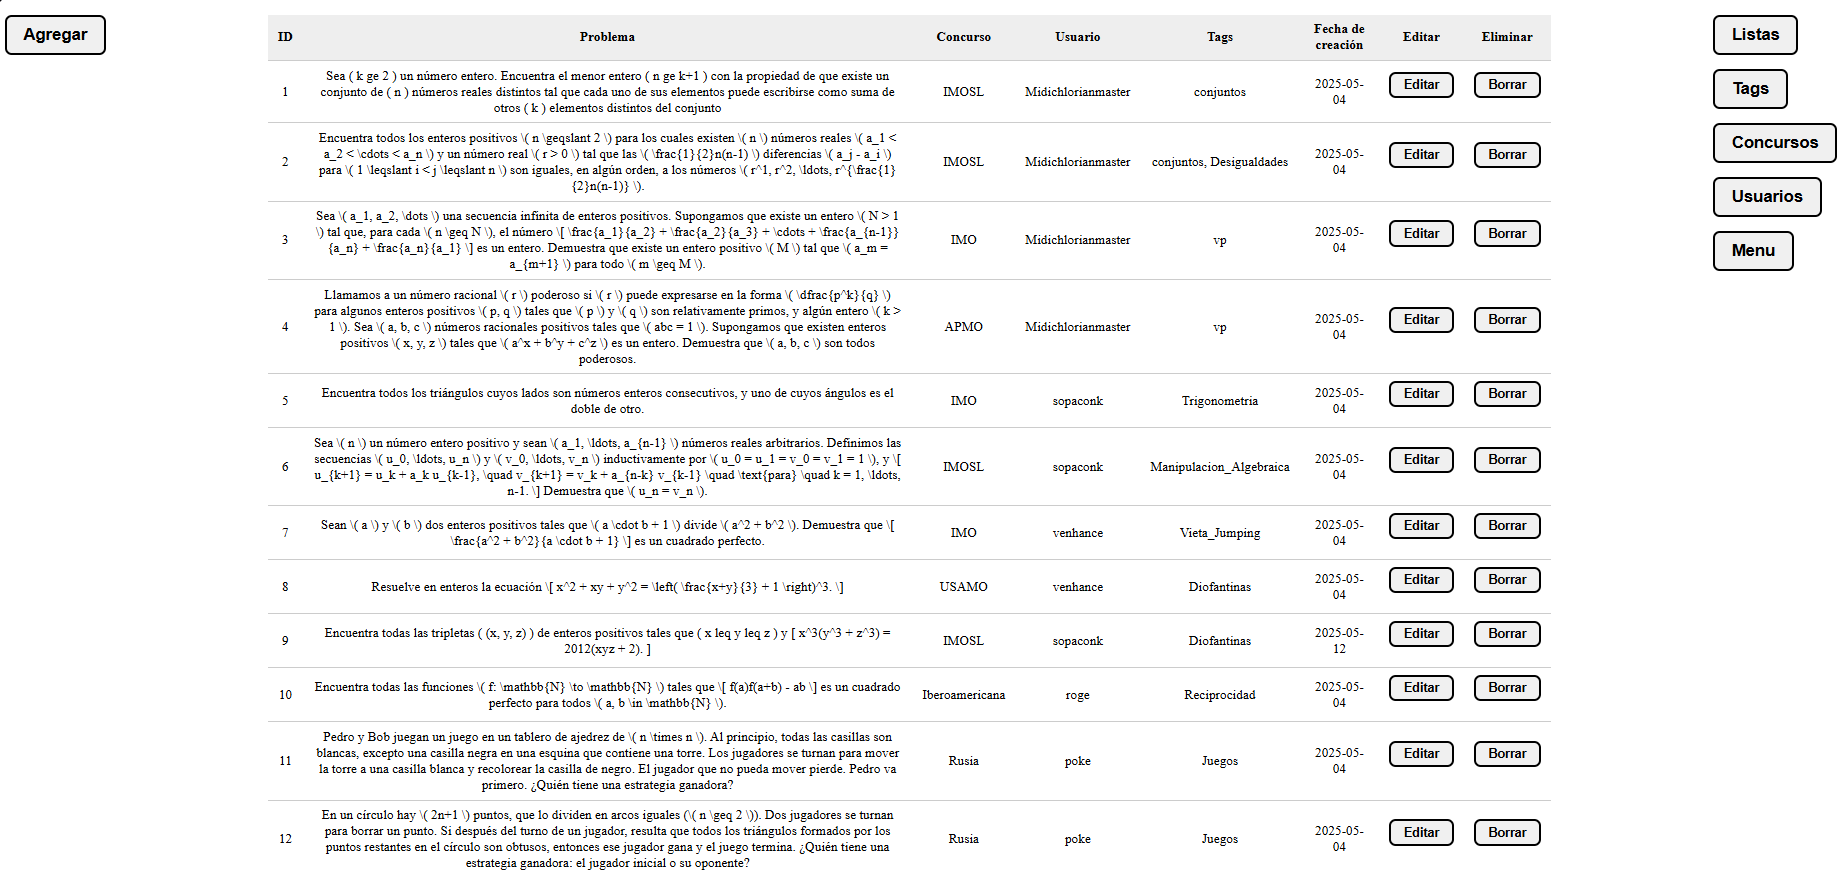 Agregar
ID Problema Concurso Usuario Tags Fecha de creación Editar Eliminar
1
Sea ( k ge 2 ) un número entero. Encuentra el menor entero ( n ge k+1 ) con la propiedad de que existe un
conjunto de ( n ) números reales distintos tal que cada uno de sus elementos puede escribirse como suma de
otros ( k ) elementos distintos del conjunto
IMOSL Midichlorianmaster conjuntos
2025-05-
04
Editar Borrar
2
Encuentra todos los enteros positivos \( n \geqslant 2 \) para los cuales existen \( n \) números reales \( a_1 <
a_2 < \cdots < a_n \) y un número real \( r > 0 \) tal que las \( \frac{1}{2}n(n-1) \) diferencias \( a_j - a_i \)
para \( 1 \leqslant i < j \leqslant n \) son iguales, en algún orden, a los números \( r^1, r^2, \ldots, r^{\frac{1}
{2}n(n-1)} \).
IMOSL Midichlorianmaster conjuntos, Desigualdades
2025-05-
04
Editar Borrar
3
Sea \( a_1, a_2, \dots \) una secuencia infinita de enteros positivos. Supongamos que existe un entero \( N > 1
\) tal que, para cada \( n \geq N \), el número \[ \frac{a_1}{a_2} + \frac{a_2}{a_3} + \cdots + \frac{a_{n-1}}
{a_n} + \frac{a_n}{a_1} \] es un entero. Demuestra que existe un entero positivo \( M \) tal que \( a_m =
a_{m+1} \) para todo \( m \geq M \).
IMO Midichlorianmaster vp
2025-05-
04
Editar Borrar
4
Llamamos a un número racional \( r \) poderoso si \( r \) puede expresarse en la forma \( \dfrac{p^k}{q} \)
para algunos enteros positivos \( p, q \) tales que \( p \) y \( q \) son relativamente primos, y algún entero \( k >
1 \). Sea \( a, b, c \) números racionales positivos tales que \( abc = 1 \). Supongamos que existen enteros
positivos \( x, y, z \) tales que \( a^x + b^y + c^z \) es un entero. Demuestra que \( a, b, c \) son todos
poderosos.
APMO Midichlorianmaster vp
2025-05-
04
Editar Borrar
5
Encuentra todos los triángulos cuyos lados son números enteros consecutivos, y uno de cuyos ángulos es el
doble de otro.
IMO sopaconk Trigonometria
2025-05-
04
Editar Borrar
6
Sea \( n \) un número entero positivo y sean \( a_1, \ldots, a_{n-1} \) números reales arbitrarios. Definimos las
secuencias \( u_0, \ldots, u_n \) y \( v_0, \ldots, v_n \) inductivamente por \( u_0 = u_1 = v_0 = v_1 = 1 \), y \[
u_{k+1} = u_k + a_k u_{k-1}, \quad v_{k+1} = v_k + a_{n-k} v_{k-1} \quad \text{para} \quad k = 1, \ldots,
n-1. \] Demuestra que \( u_n = v_n \).
IMOSL sopaconk Manipulacion_Algebraica
2025-05-
04
Editar Borrar
7
Sean \( a \) y \( b \) dos enteros positivos tales que \( a \cdot b + 1 \) divide \( a^2 + b^2 \). Demuestra que \[
\frac{a^2 + b^2}{a \cdot b + 1} \] es un cuadrado perfecto.
IMO venhance Vieta_Jumping
2025-05-
04
Editar Borrar
8
Resuelve en enteros la ecuación \[ x^2 + xy + y^2 = \left( \frac{x+y}{3} + 1 \right)^3. \]
USAMO venhance Diofantinas
2025-05-
04
Editar Borrar
9
Encuentra todas las tripletas ( (x, y, z) ) de enteros positivos tales que ( x leq y leq z ) y [ x^3(y^3 + z^3) =
2012(xyz + 2). ]
IMOSL sopaconk Diofantinas
2025-05-
12
Editar Borrar
10
Encuentra todas las funciones \( f: \mathbb{N} \to \mathbb{N} \) tales que \[ f(a)f(a+b) - ab \] es un cuadrado
perfecto para todos \( a, b \in \mathbb{N} \).
Iberoamericana roge Reciprocidad
2025-05-
04
Editar Borrar
11
Pedro y Bob juegan un juego en un tablero de ajedrez de \( n \times n \). Al principio, todas las casillas son
blancas, excepto una casilla negra en una esquina que contiene una torre. Los jugadores se turnan para mover
la torre a una casilla blanca y recolorear la casilla de negro. El jugador que no pueda mover pierde. Pedro va
primero. ¿Quién tiene una estrategia ganadora?
Rusia poke Juegos
2025-05-
04
Editar Borrar
12
En un círculo hay \( 2n+1 \) puntos, que lo dividen en arcos iguales (\( n \geq 2 \)). Dos jugadores se turnan
para borrar un punto. Si después del turno de un jugador, resulta que todos los triángulos formados por los
puntos restantes en el círculo son obtusos, entonces ese jugador gana y el juego termina. ¿Quién tiene una
estrategia ganadora: el jugador inicial o su oponente?
Rusia poke Juegos
2025-05-
04
Editar Borrar
Listas
Tags
Concursos
Usuarios
Menu